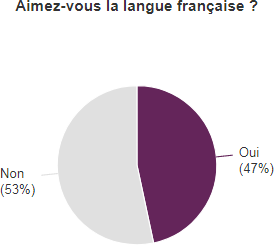 Aimez-vous la langue française ?
Oui
(47%)
Non
(53%)